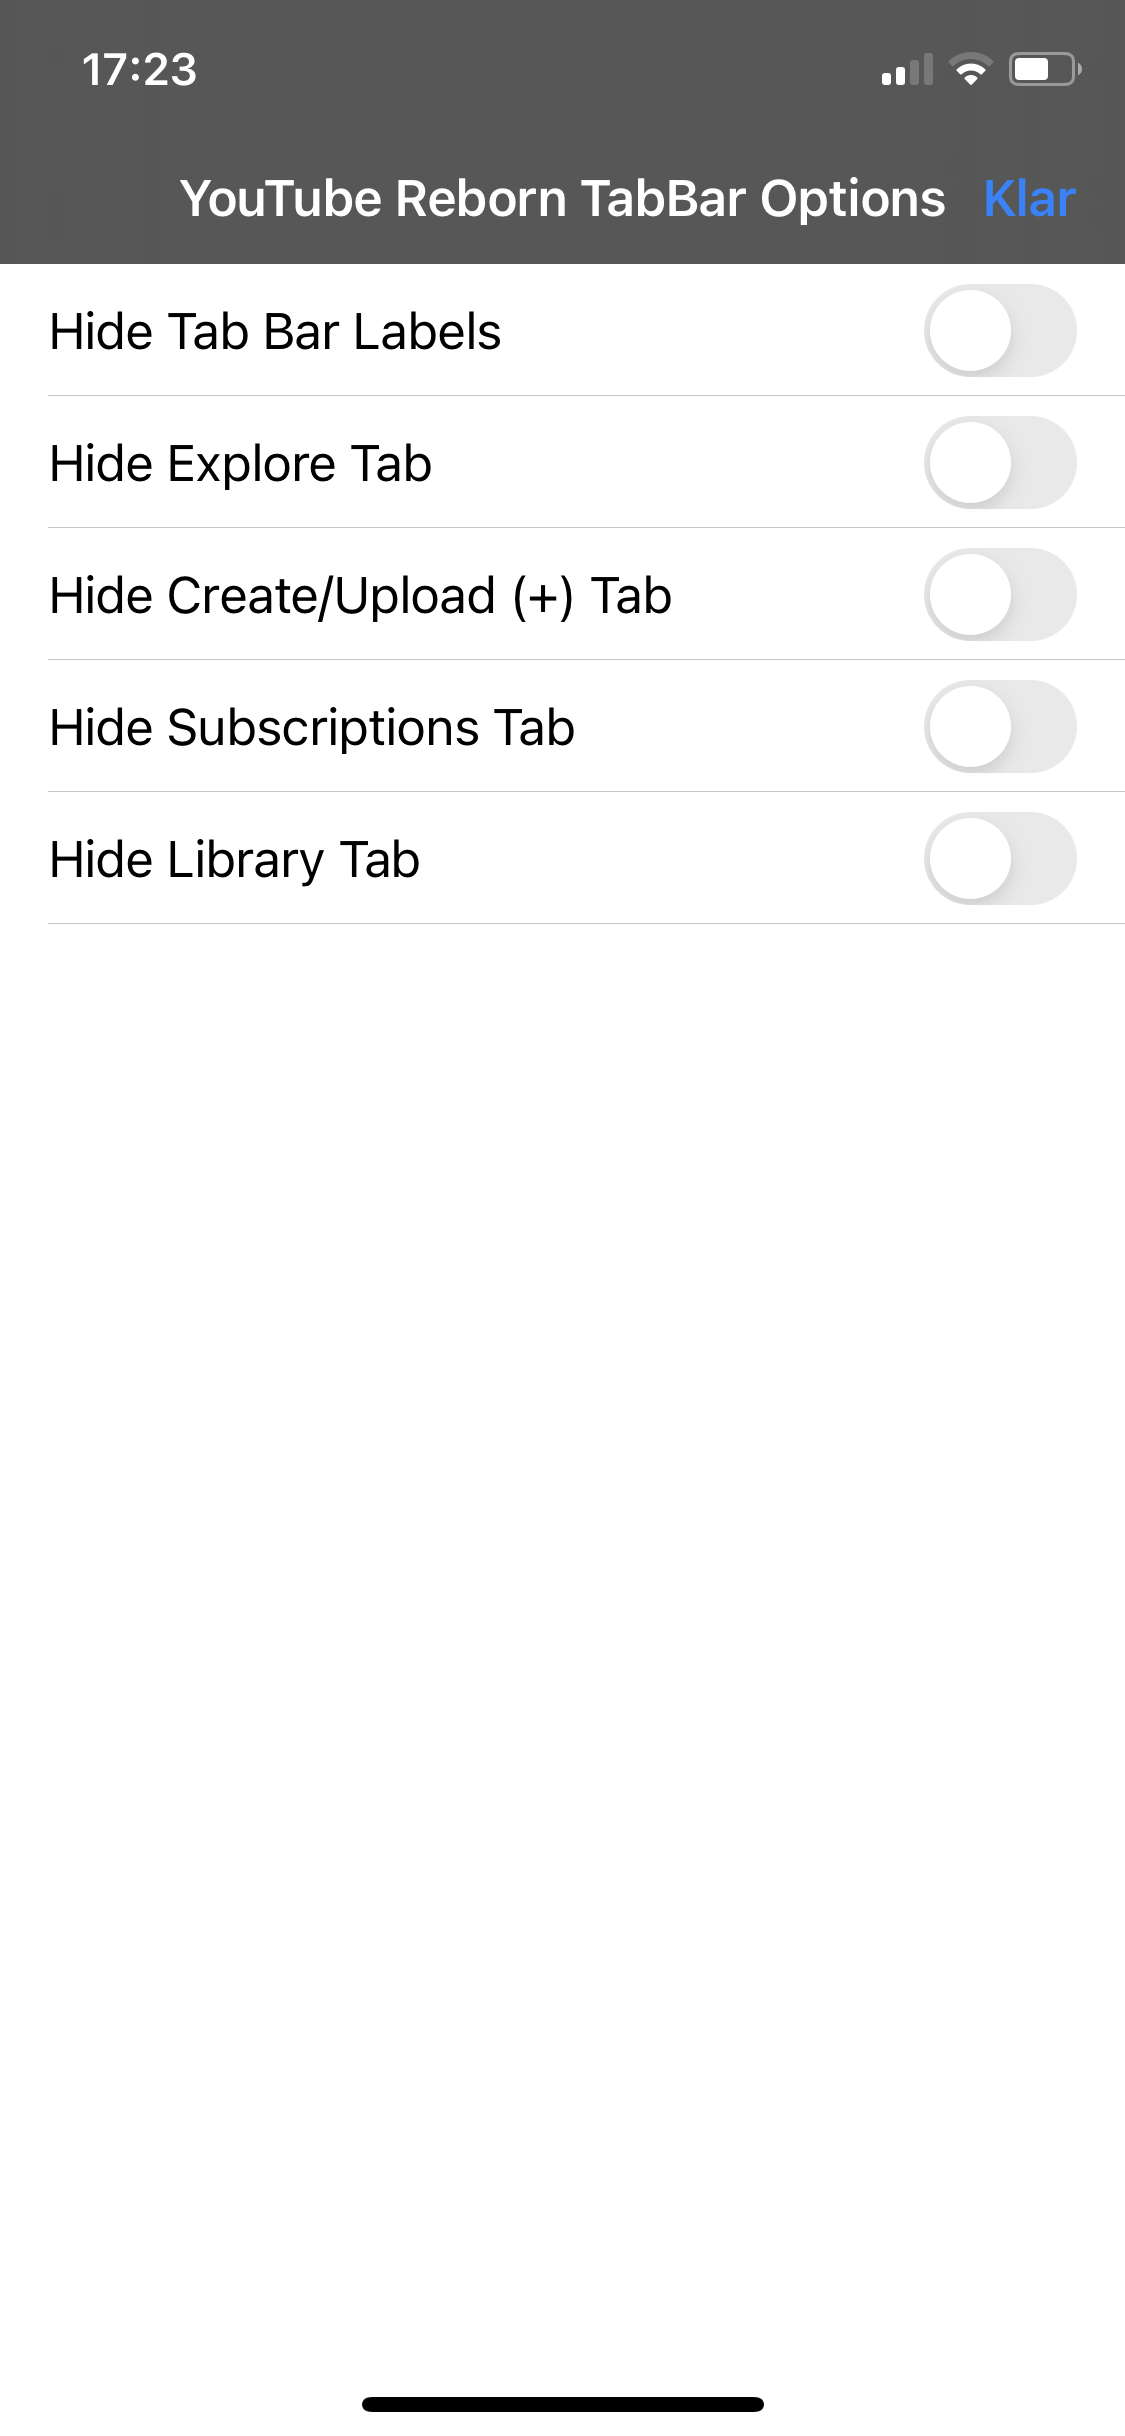 17:23
YouTube Reborn TabBar Options Klar
Hide Tab Bar Labels
Hide Explore Tab
Hide Create/Upload (+) Tab
Hide Subscriptions Tab
Hide Library Tab